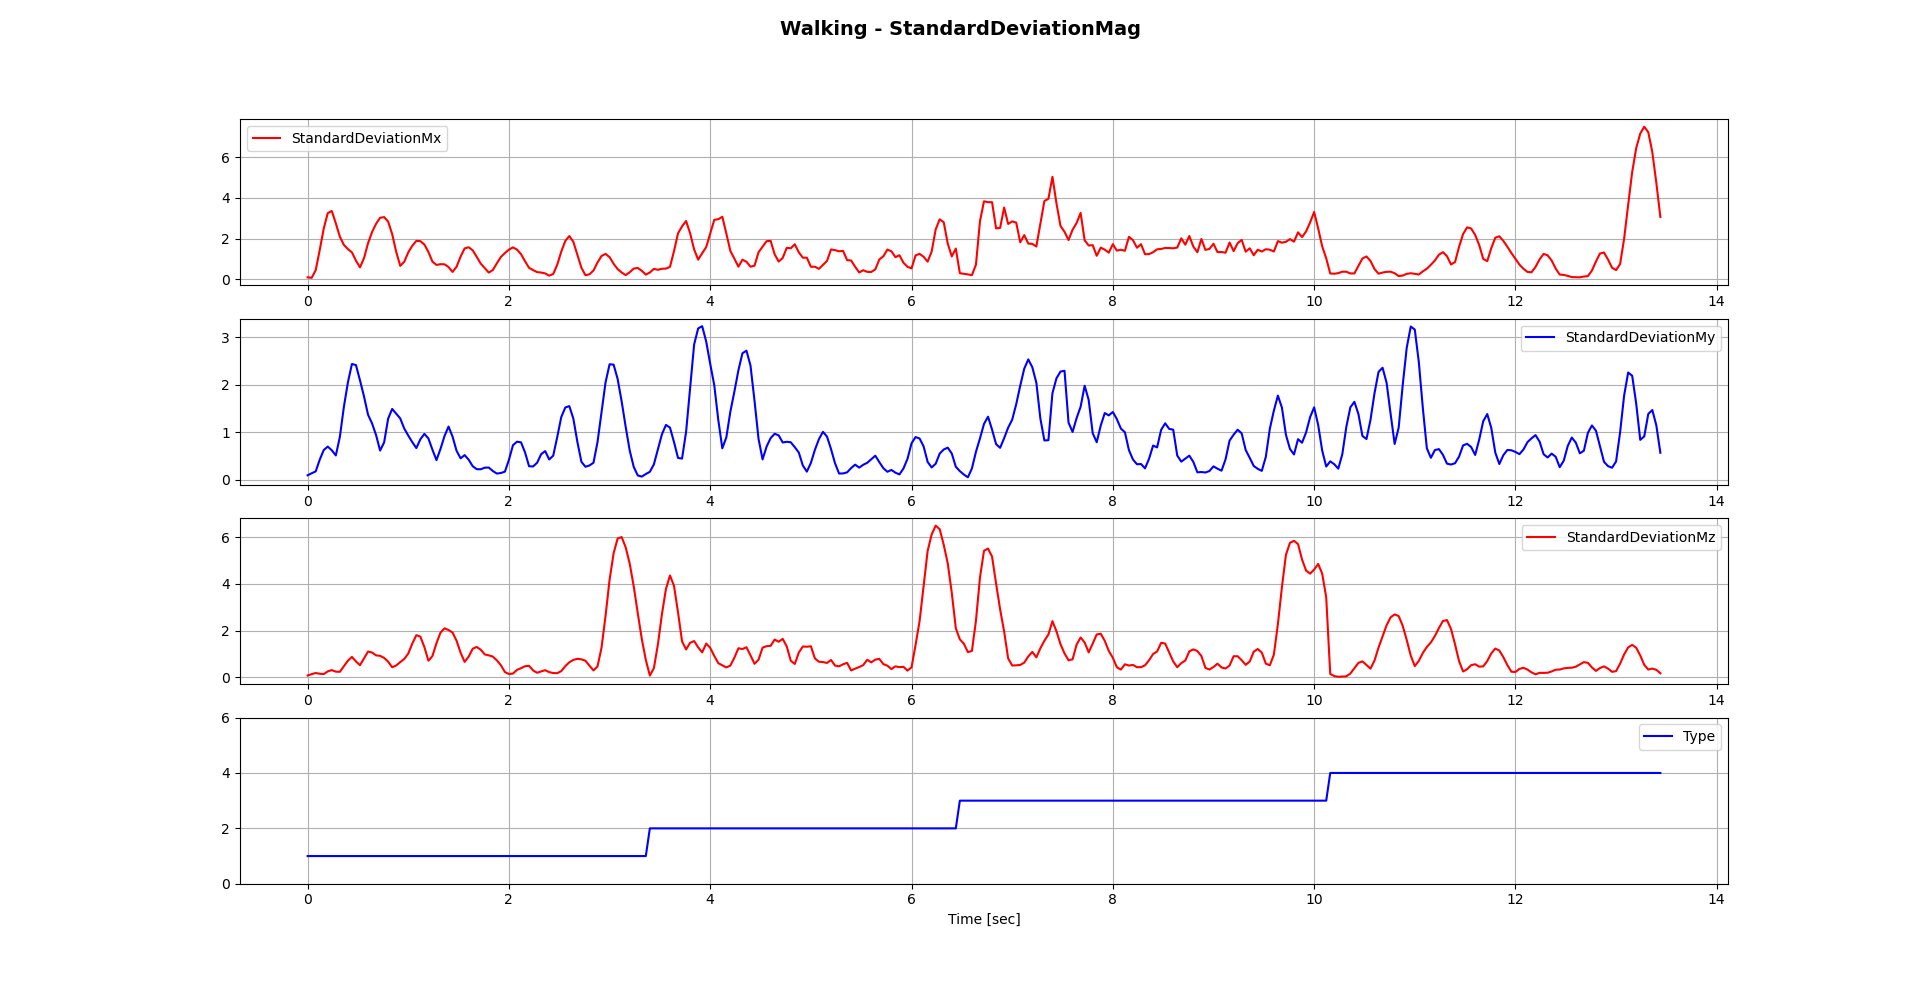 Walking - StandardDeviationMag
StandardDeviationMx
6
4
2
0
0 2 4 6 8 10 12 14
StandardDeviationMy
3
2
1
0
0 2 4 6 8 10 12 14
StandardDeviationMz
6
4
2
0
0 2 4 6 8 10 12 14
Type
6
4
2
0
0 2 4 6 8 10 12 14
Time [sec]